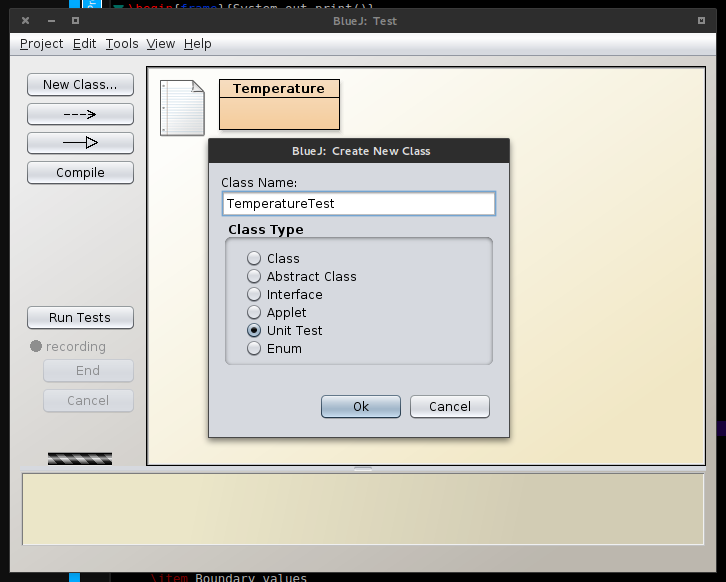 \begin{frame}{System.out.print()}
BlueJ: Test
Project Edit Tools View Help
New Class...
Compile
Run Tests
recording
End
Cancel
Temperature
BlueJ: Create New Class
Class Name:
TemperatureTest
Class Type
Class
Abstract Class
Interface
Applet
Unit Test
Enum
Ok
Cancel
\item Boundary values